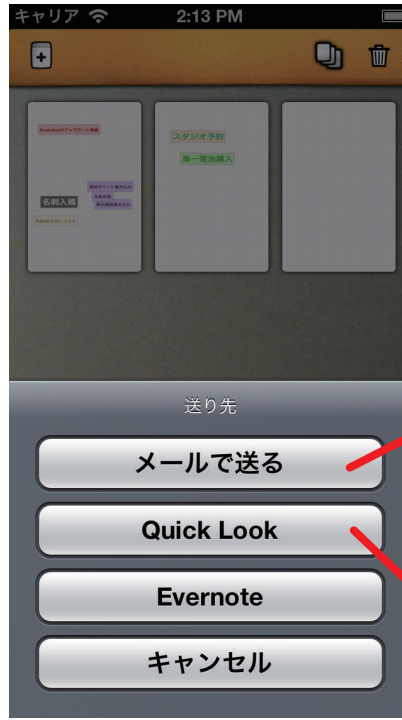 キャリア 2:13 PM
スタジオ予約
単一電池購入
名刺入稿
送り先
メールで送る
Quick Look
Evernote
キャンセル